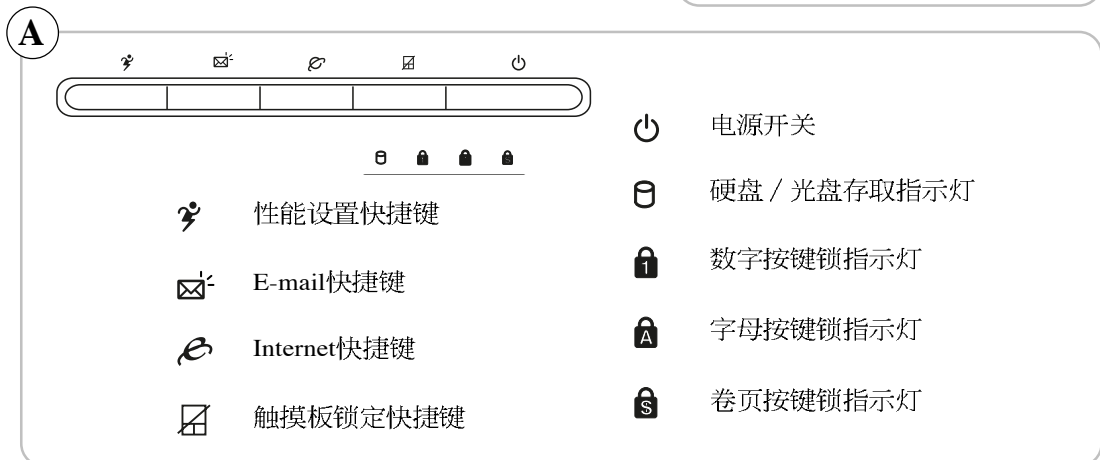 A
性能设置快捷键
E-mail快捷键
Internet快捷键
触摸板锁定快捷键
电源开关
硬盘 / 光盘存取指示灯
1 数字按键锁指示灯
A 字母按键锁指示灯
S 卷页按键锁指示灯